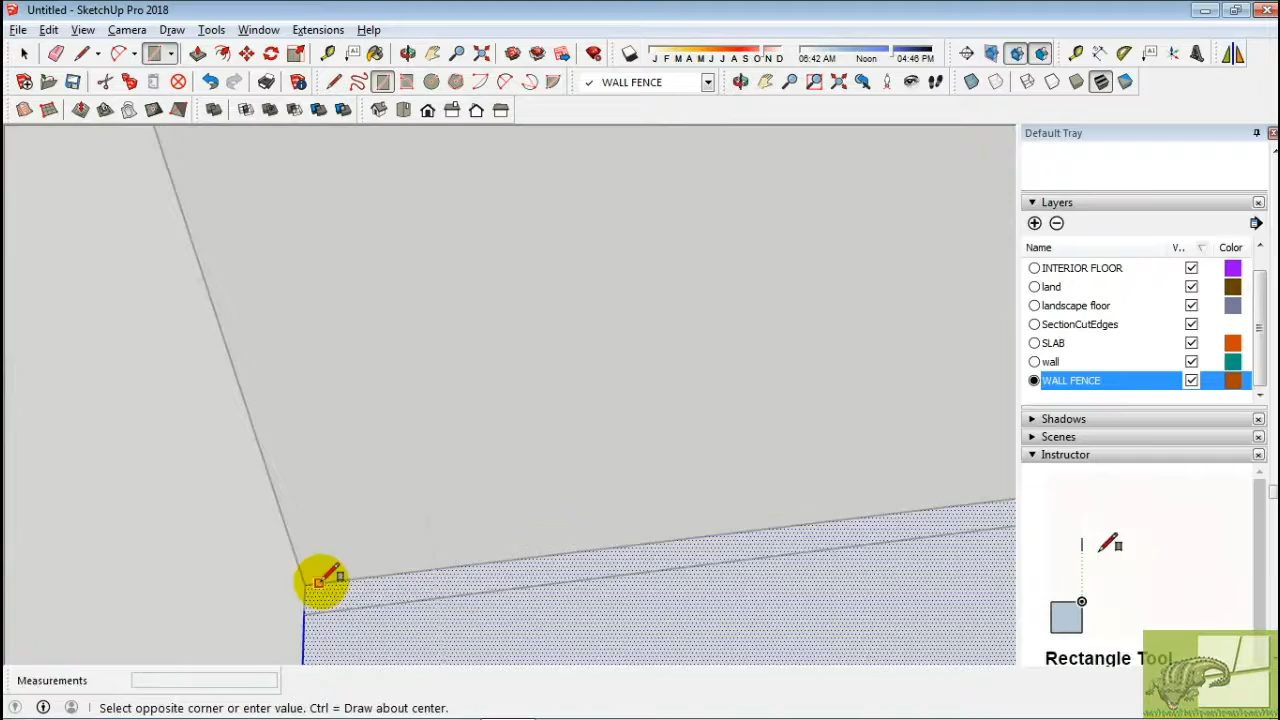 Untitled - SketchUp Pro 2018
File Edit View Camera Draw Tools Window Extensions Help
J F M A M J J A S O N D 06:42 AM Noon 04:46 PM
WALL FENCE
Default Tray
Layers
Name V.. Color
INTERIOR FLOOR
land
landscape floor
SectionCutEdges
SLAB
wall
WALL FENCE
Shadows
Scenes
Instructor
Rectangle Tool
Measurements
Select opposite corner or enter value. Ctrl = Draw about center.